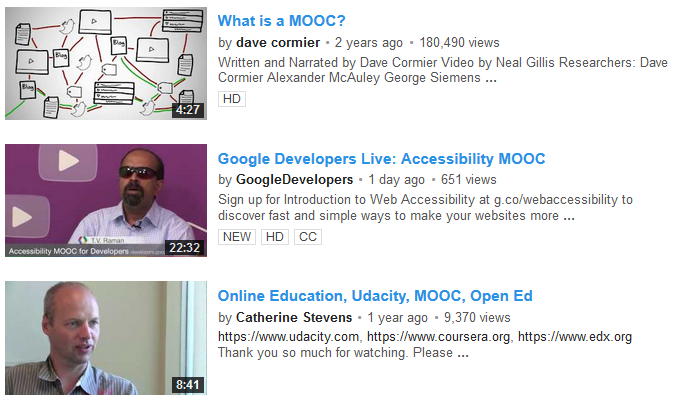 What is a MOOC?
by dave cormier • 2 years ago • 180,490 views
Written and Narrated by Dave Cormier Video by Neal Gillis Researchers: Dave
Cormier Alexander McAuley George Siemens ...
HD
Blog
Blog
Blog
4:27
Google Developers Live: Accessibility MOOC
by GoogleDevelopers • 1 day ago • 651 views
Sign up for Introduction to Web Accessibility at g.co/webaccessibility to
discover fast and simple ways to make your websites more ...
NEW HD CC
T.V. Raman
Accessibility MOOC for Developers
22:32
Online Education, Udacity, MOOC, Open Ed
by Catherine Stevens • 1 year ago • 9,370 views
https://www.udacity.com, https://www.coursera.org, https://www.edx.org
Thank you so much for watching. Please ...
8:41